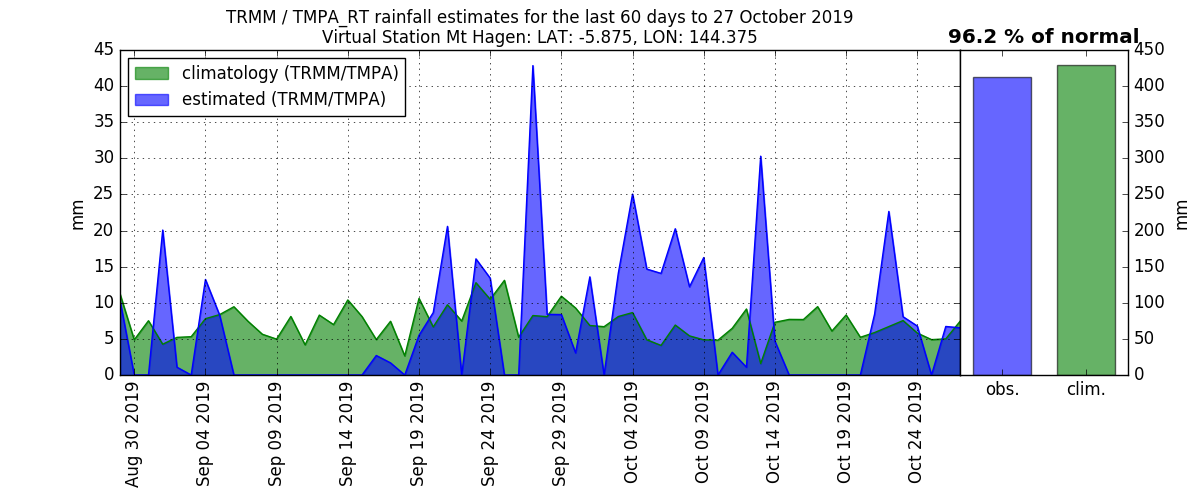 TRMM / TMPA_RT rainfall estimates for the last 60 days to 27 October 2019
Virtual Station Mt Hagen: LAT: -5.875, LON: 144.375
96.2 % of normal
climatology (TRMM/TMPA)
estimated (TRMM/TMPA)
mm
45
40
35
30
25
20
15
10
5
0
Aug 30 2019
Sep 04 2019
Sep 09 2019
Sep 14 2019
Sep 19 2019
Sep 24 2019
Sep 29 2019
Oct 04 2019
Oct 09 2019
Oct 14 2019
Oct 19 2019
Oct 24 2019
obs.
clim.
450
400
350
300
250
200
150
100
50
0
mm